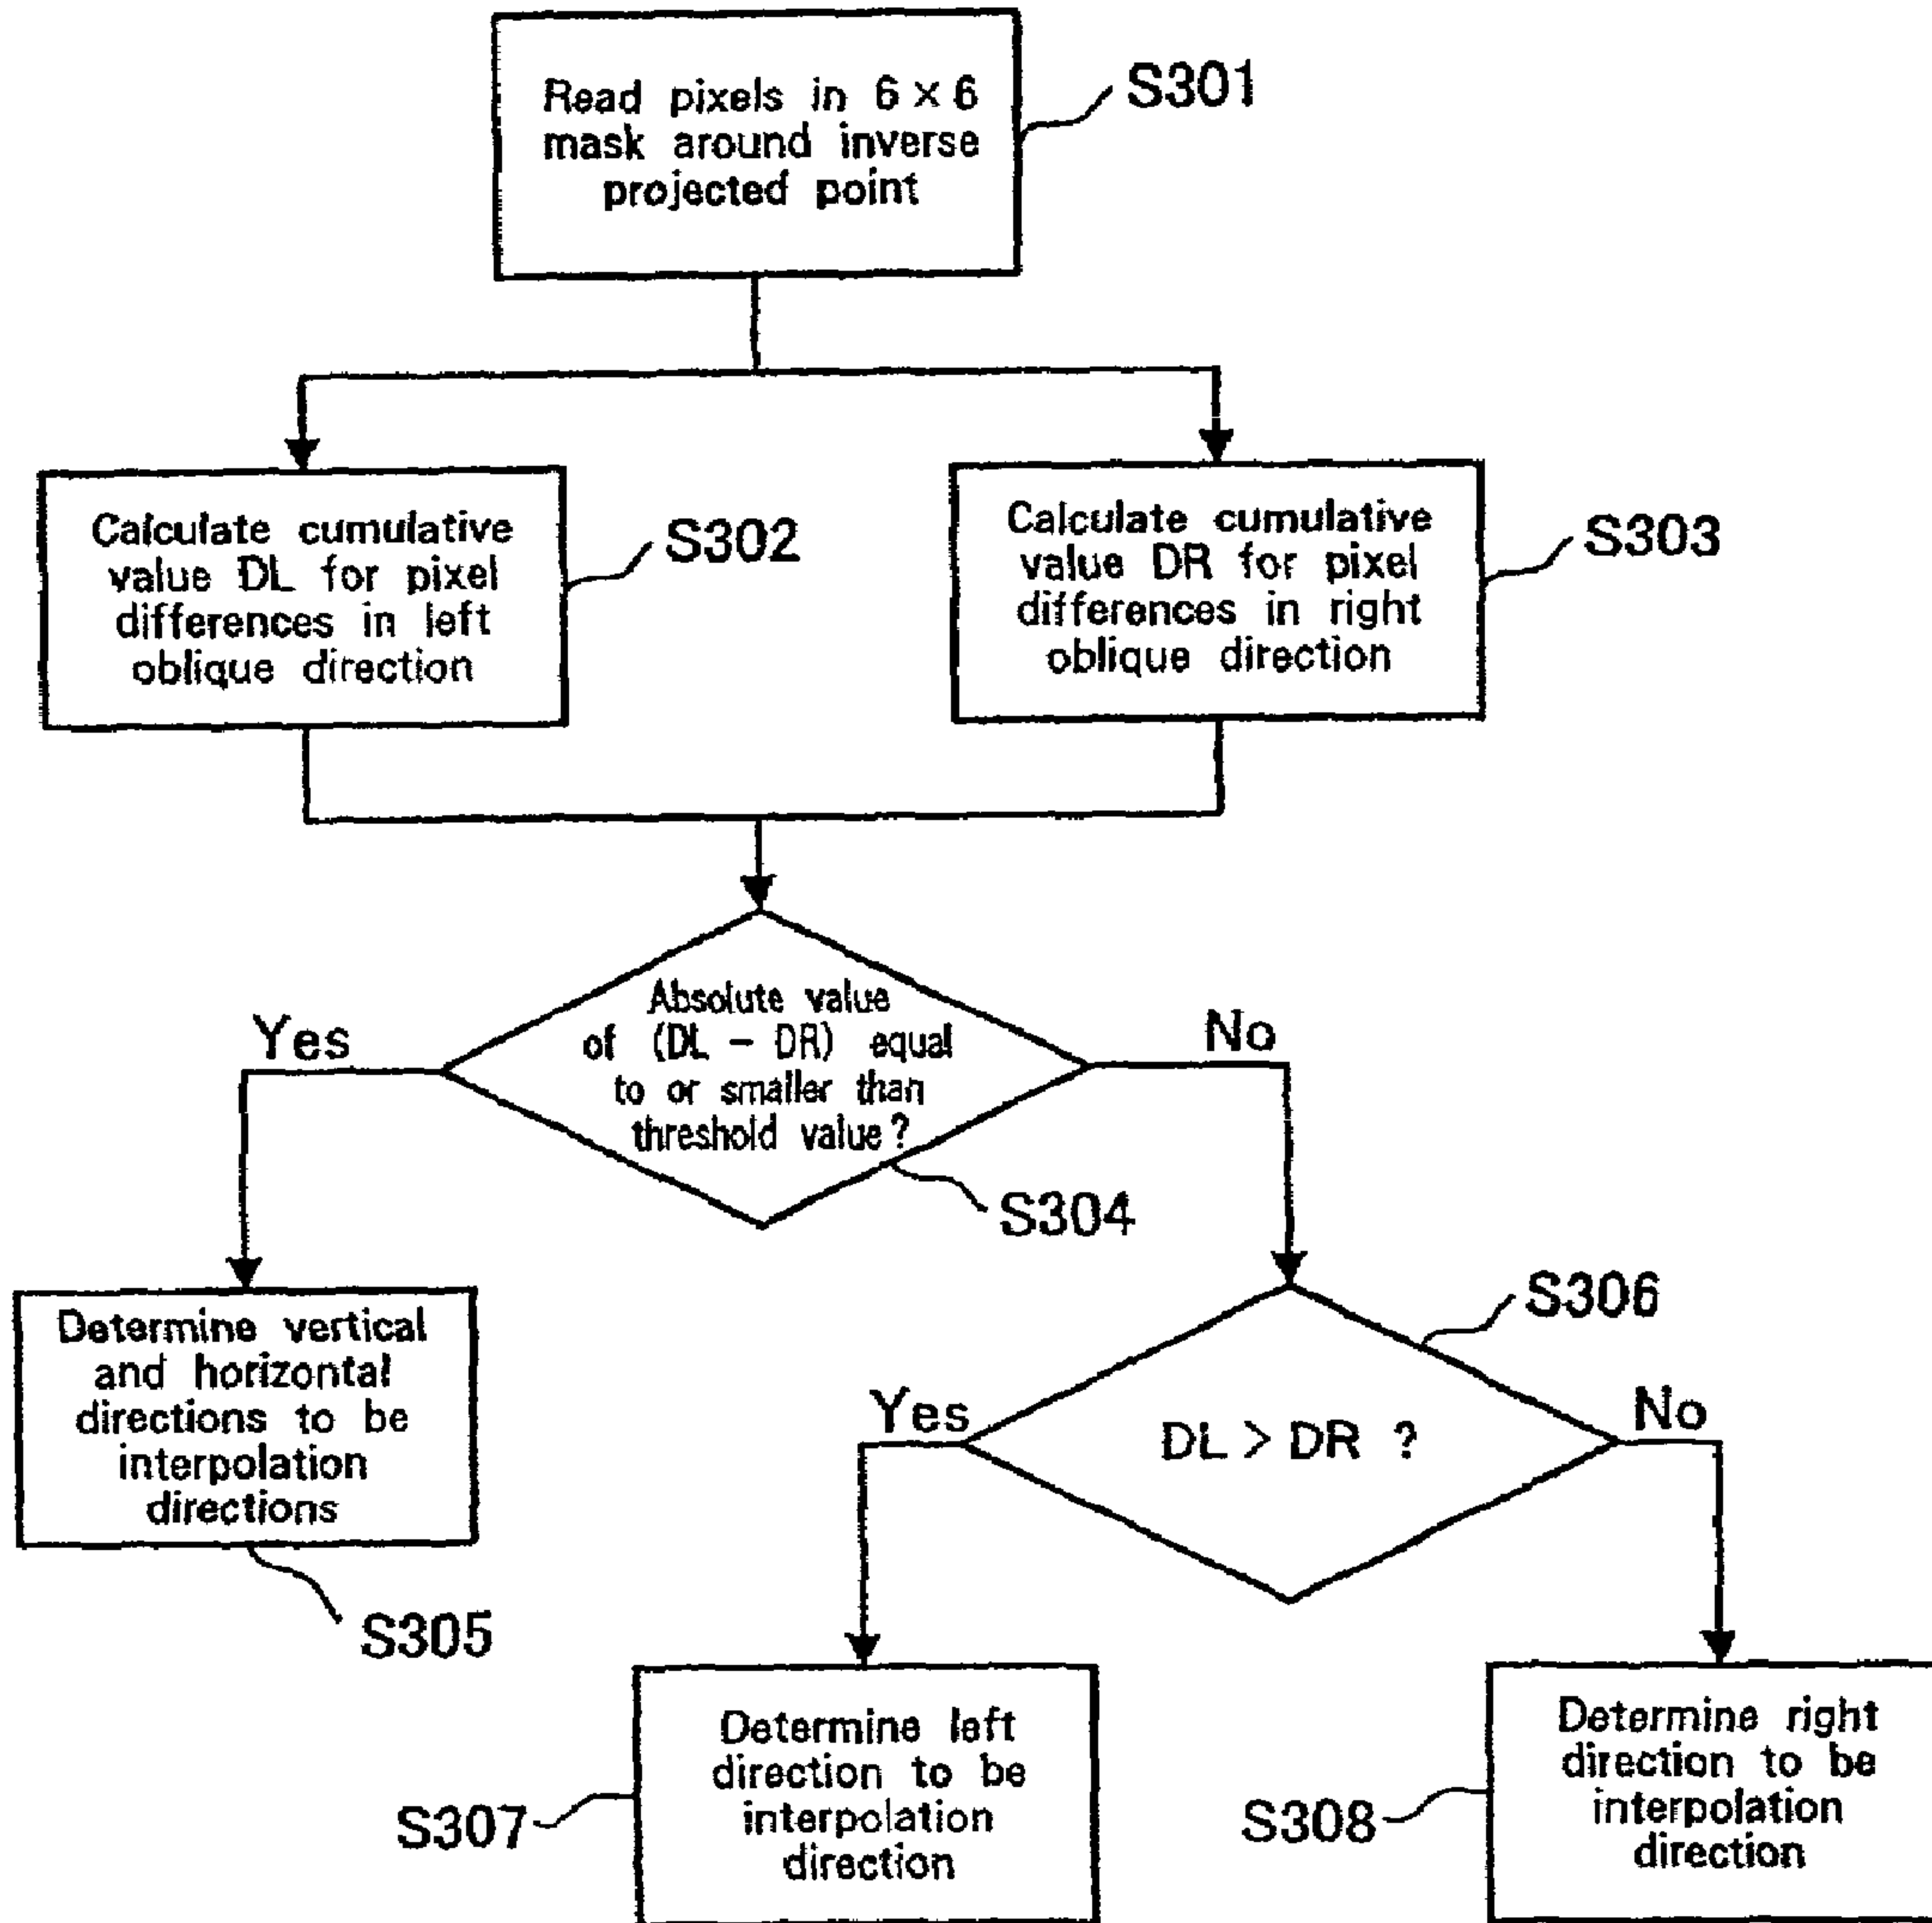 Read pixels in 6 × 6
mask around inverse
projected point
S301
Calculate cumulative
value DL for pixel
differences in left
oblique direction
S302
Calculate cumulative
value DR for pixel
differences in right
oblique direction
S303
Absolute value
of (DL - DR) equal
to or smaller than
threshold value?
Yes
No
S304
Determine vertical
and horizontal
directions to be
interpolation
directions
S305
S306
DL > DR ?
Yes
No
Determine left
direction to be
interpolation
direction
S307
Determine right
direction to be
interpolation
direction
S308